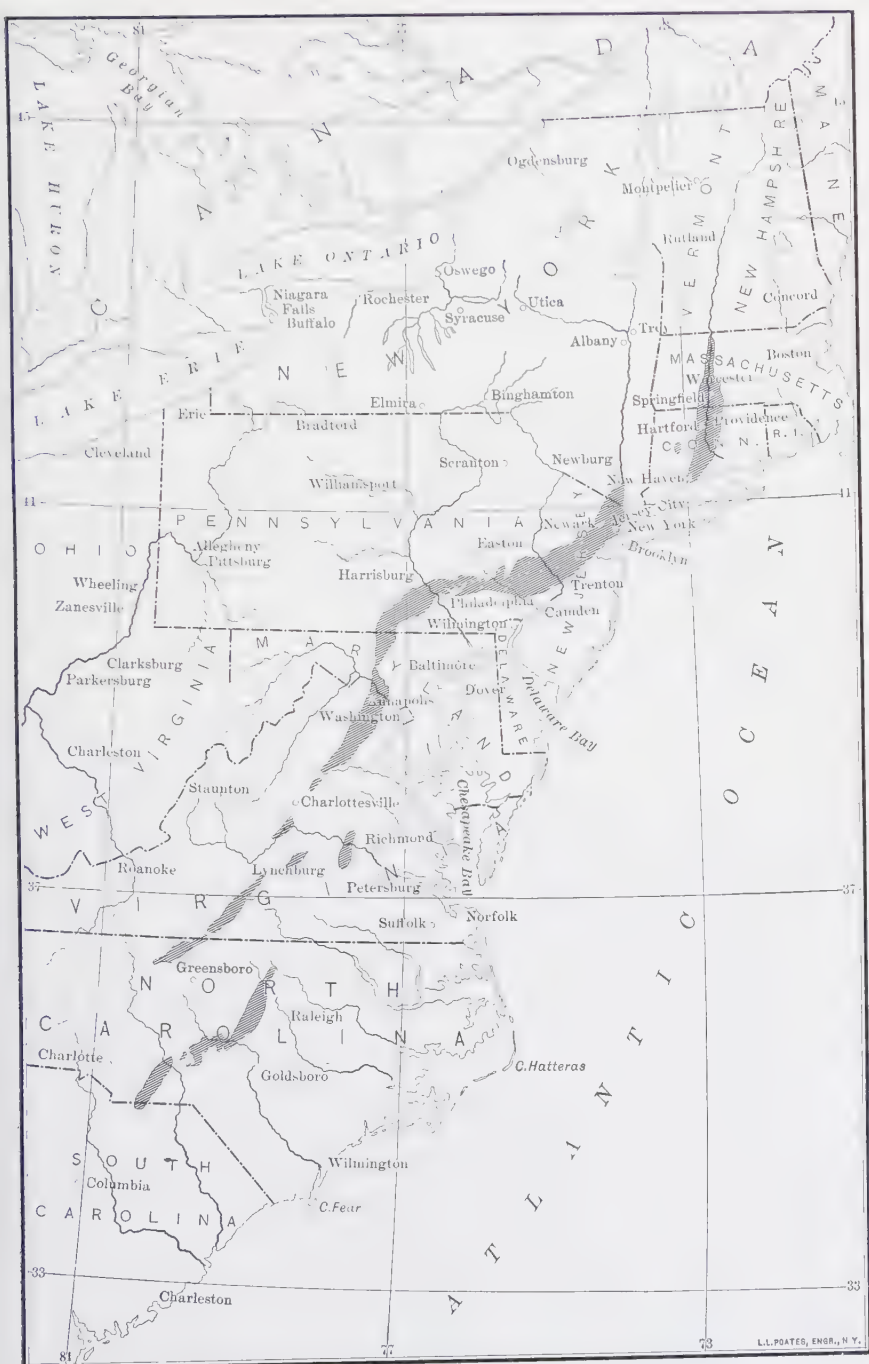 81
Georgian
Bay
LAKE HURON
CANADA
MAINE
45
Ogdensburg
Montpelier
VERMONT
NEW HAMPSHIRE
Rutland
LAKE ONTARIO
Oswego
Niagara
Falls
Buffalo
Rochester
Syracuse
Utica
Concord
Troy
Albany
NEW YORK
MASSACHUSETTS
Boston
Worcester
Springfield
LAKE ERIE
Erie
Elmira
Binghamton
Bradford
Hartford
Providence
CONN.
R.I.
Cleveland
Scranton
Newburg
Williamsport
New Haven
41
41
PENNSYLVANIA
Newark
Jersey City
New York
Brooklyn
OHIO
Allegheny
Pittsburg
Easton
NEW JERSEY
Harrisburg
Trenton
Wheeling
Zanesville
Philadelphia
Camden
Wilmington
MARYLAND
DELAWARE
Clarksburg
Parkersburg
Baltimore
Dover
Annapolis
Washington
Delaware Bay
WEST VIRGINIA
Charleston
Staunton
Charlottesville
Chesapeake Bay
Richmond
Roanoke
Lynchburg
Petersburg
37
37
VIRGINIA
Suffolk
Norfolk
Greensboro
NORTH
Raleigh
CAROLINA
Charlotte
Goldsboro
C.Hatteras
Wilmington
SOUTH
Columbia
C.Fear
CAROLINA
ATLANTIC OCEAN
33
33
Charleston
81
77
73
L.L.POATES, ENGR., N.Y.